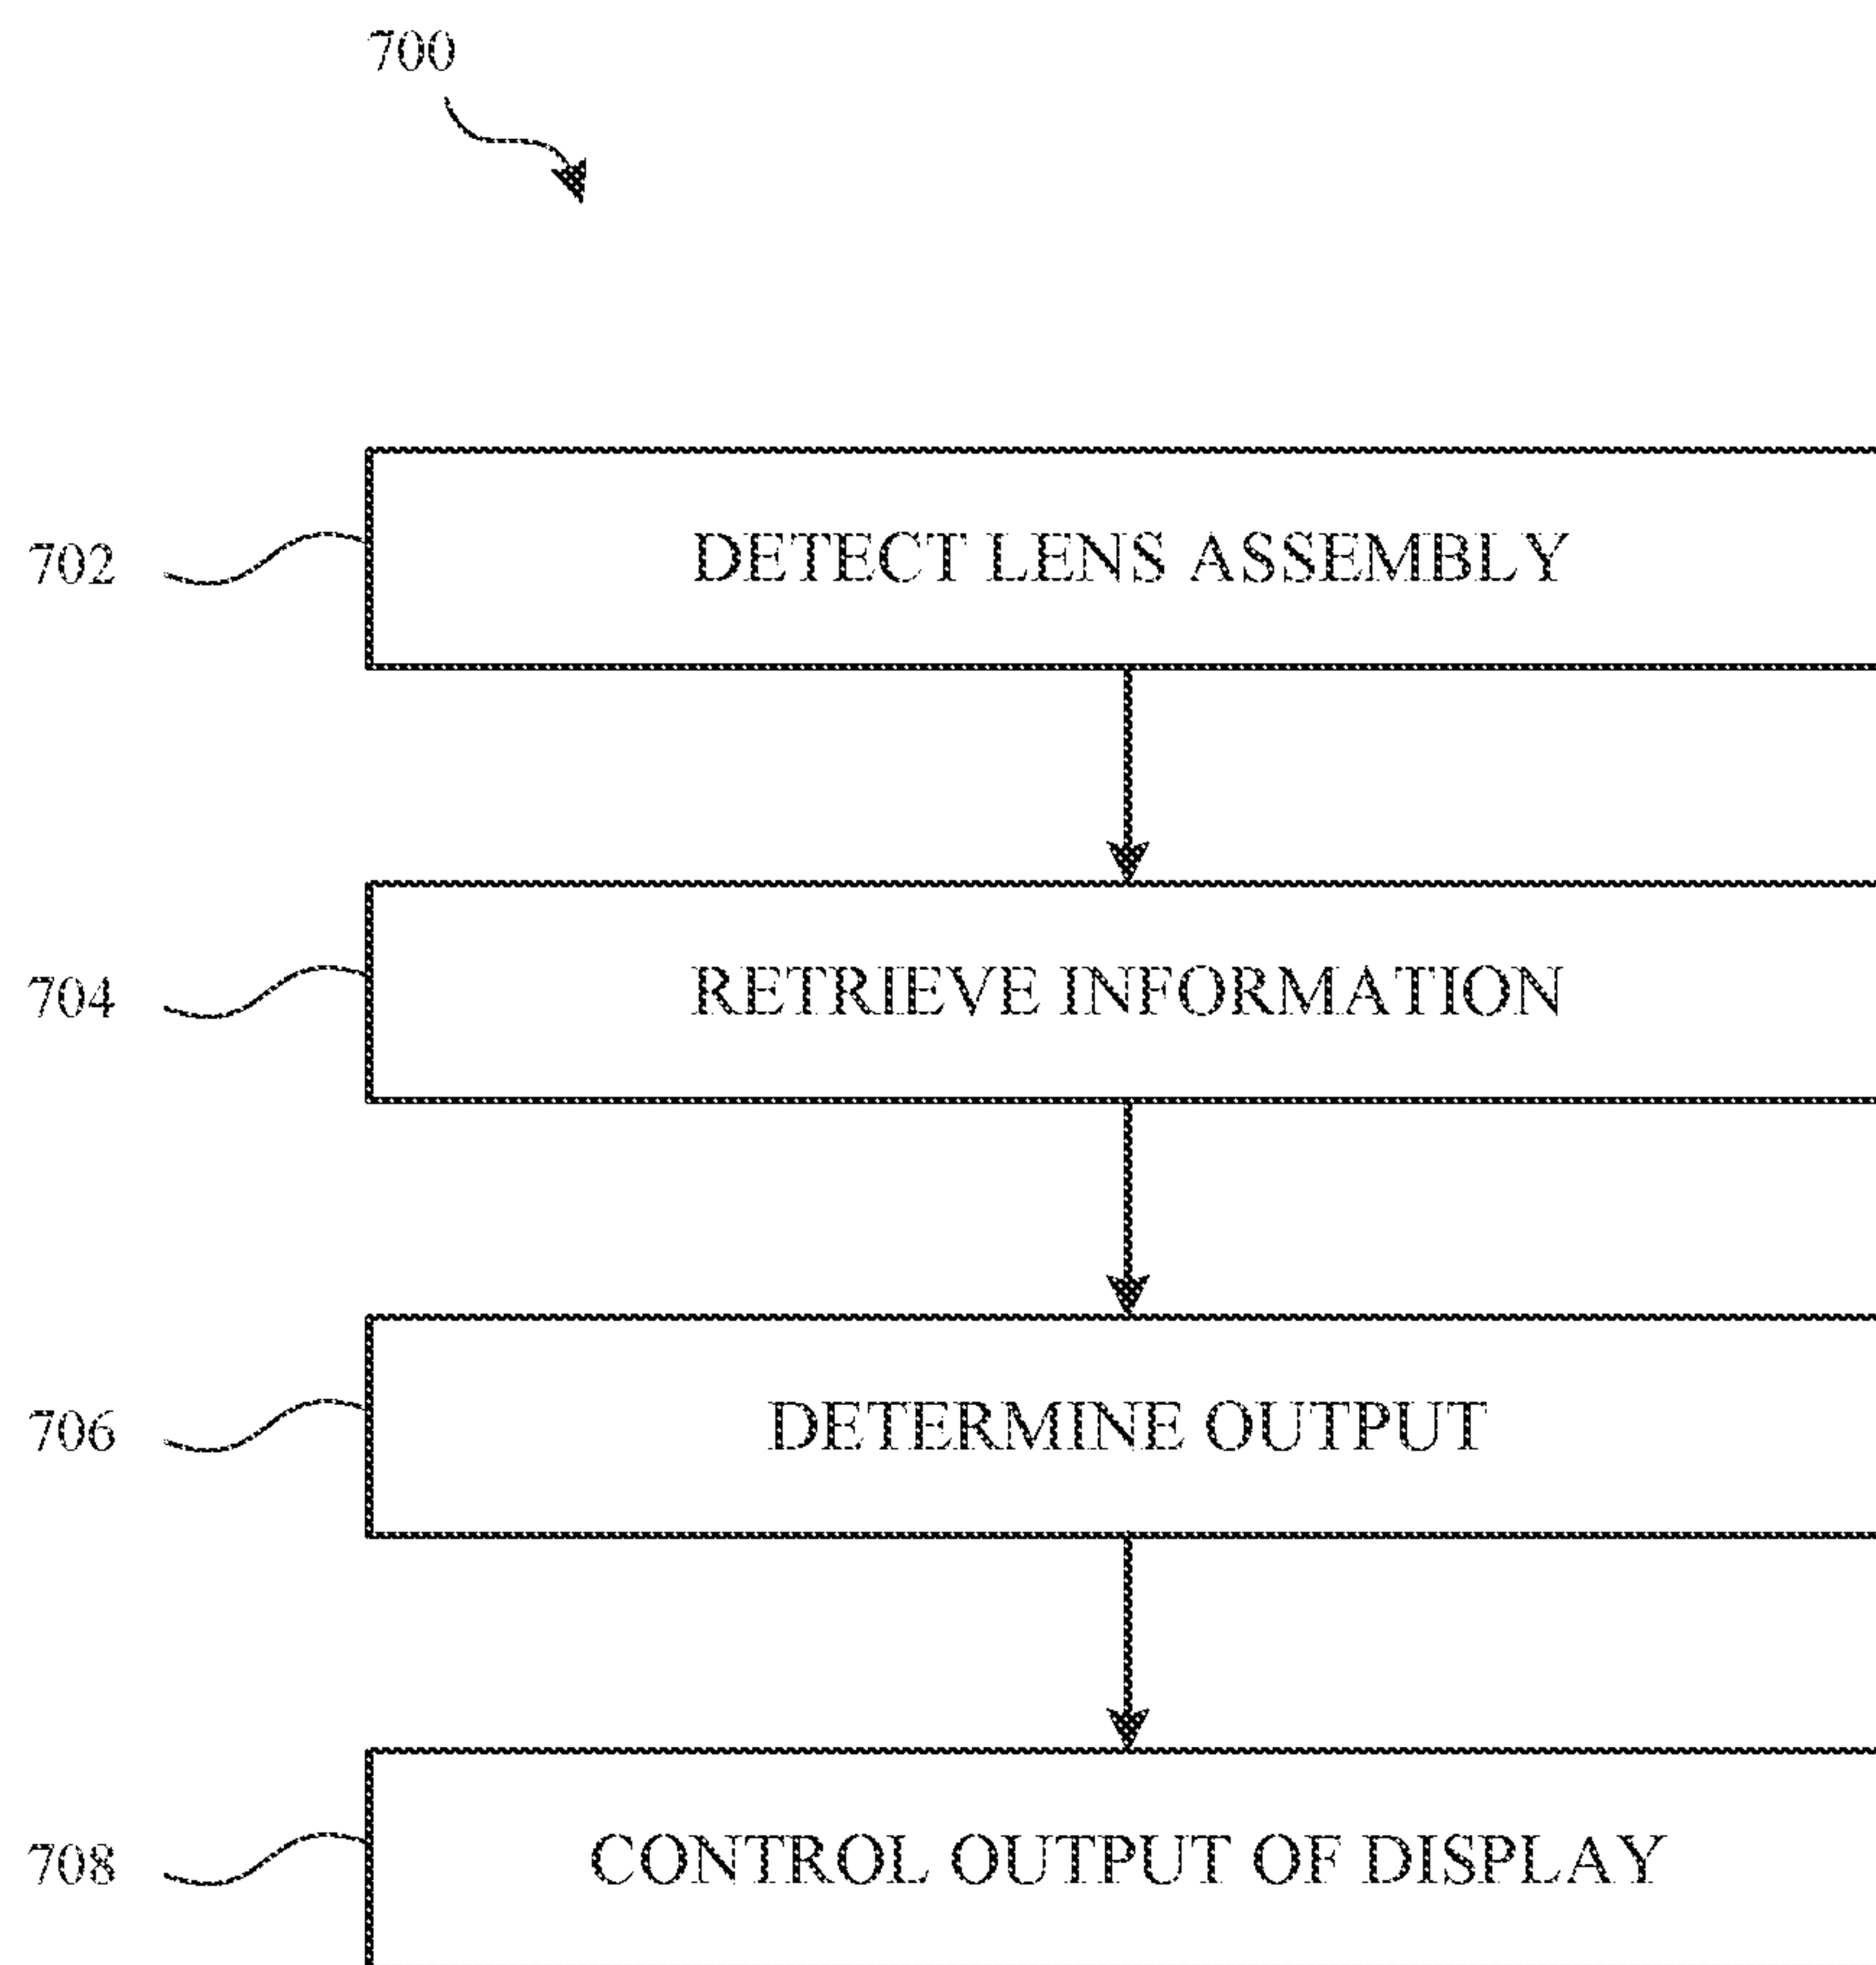 700
702 DETECT LENS ASSEMBLY
704 RETRIEVE INFORMATION
706 DETERMINE OUTPUT
708 CONTROL OUTPUT OF DISPLAY